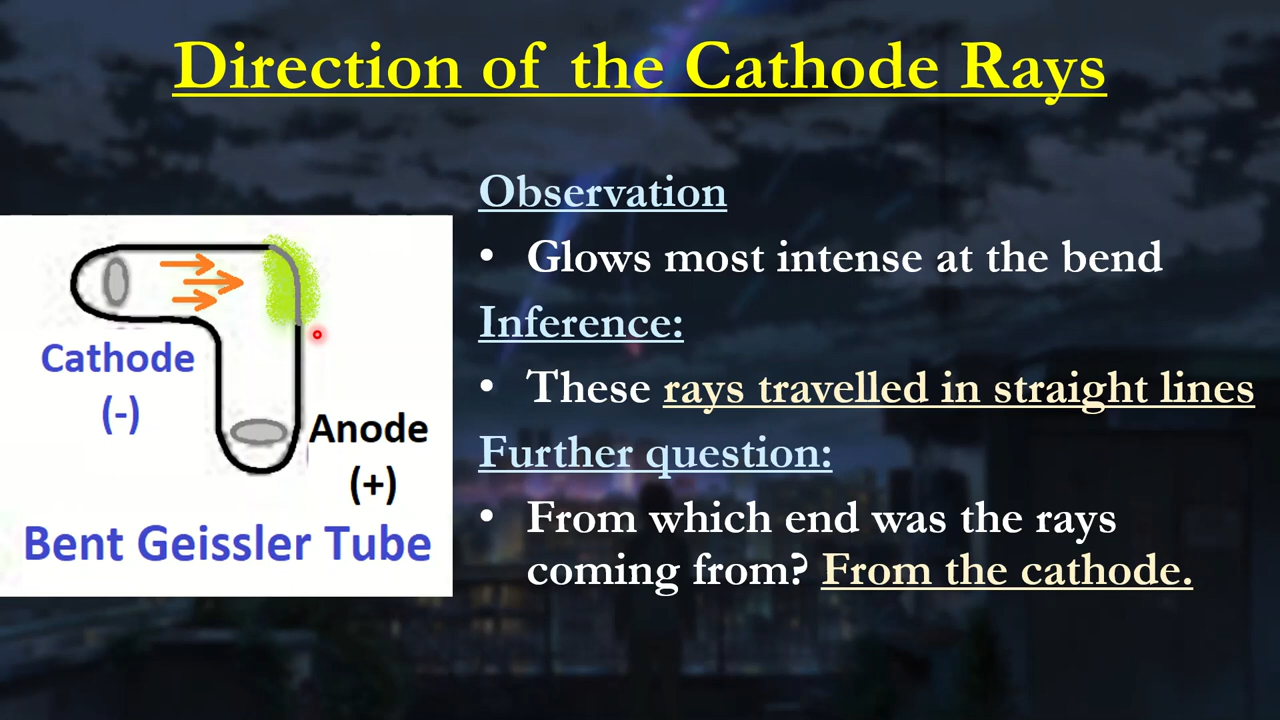 Direction of the Cathode Rays
Observation
• Glows most intense at the bend
Inference:
• These rays travelled in straight lines
Further question:
• From which end was the rays
coming from? From the cathode.
Cathode
(-)
Anode
(+)
Bent Geissler Tube